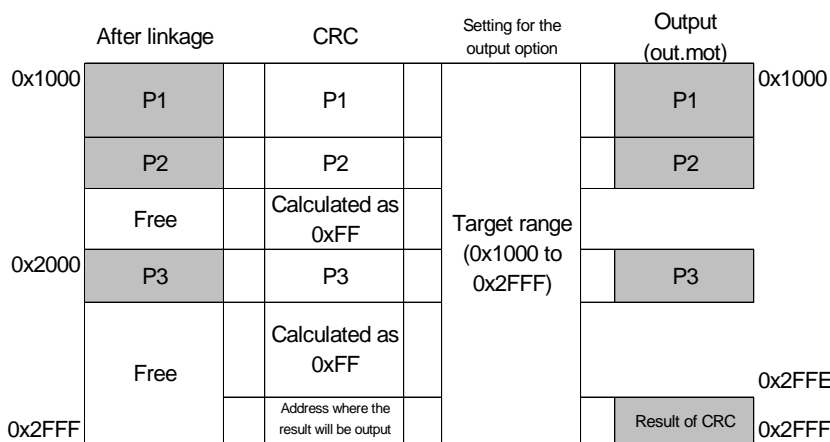 After linkage
CRC
Setting for the
output option
Output
(out.mot)
0x1000
P1
P1
P1
0x1000
P2
P2
P2
Free
Calculated as
0xFF
Target range
(0x1000 to
0x2FFF)
0x2000
P3
P3
P3
Free
Calculated as
0xFF
0x2FFE
Address where the
result will be output
Result of CRC
0x2FFF
0x2FFF